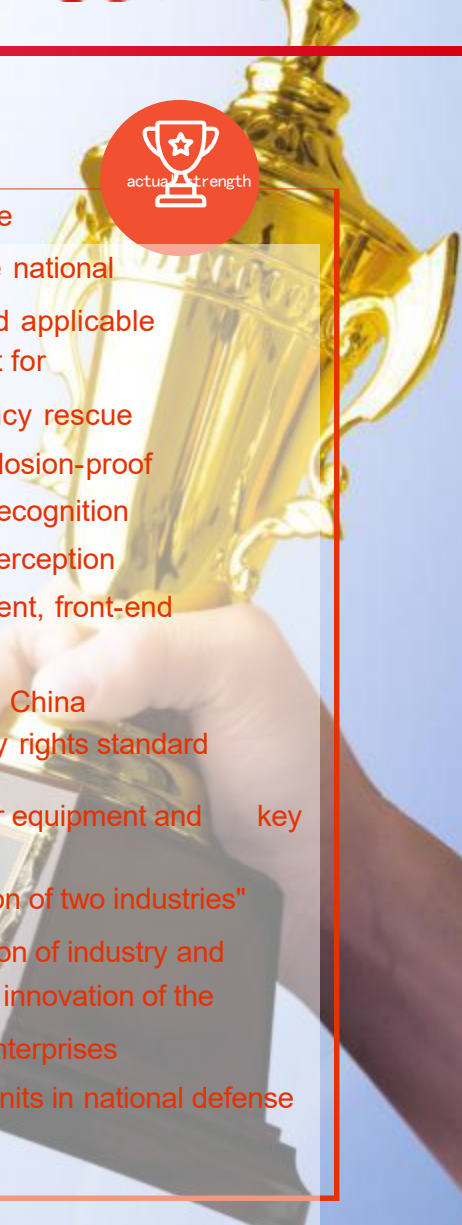 actual strength
e
national
d applicable
t for
cy rescue
losion-proof
ecognition
erception
ent, front-end
China
y rights standard
r equipment and key
on of two industries"
on of industry and
innovation of the
nterprises
nits in national defense